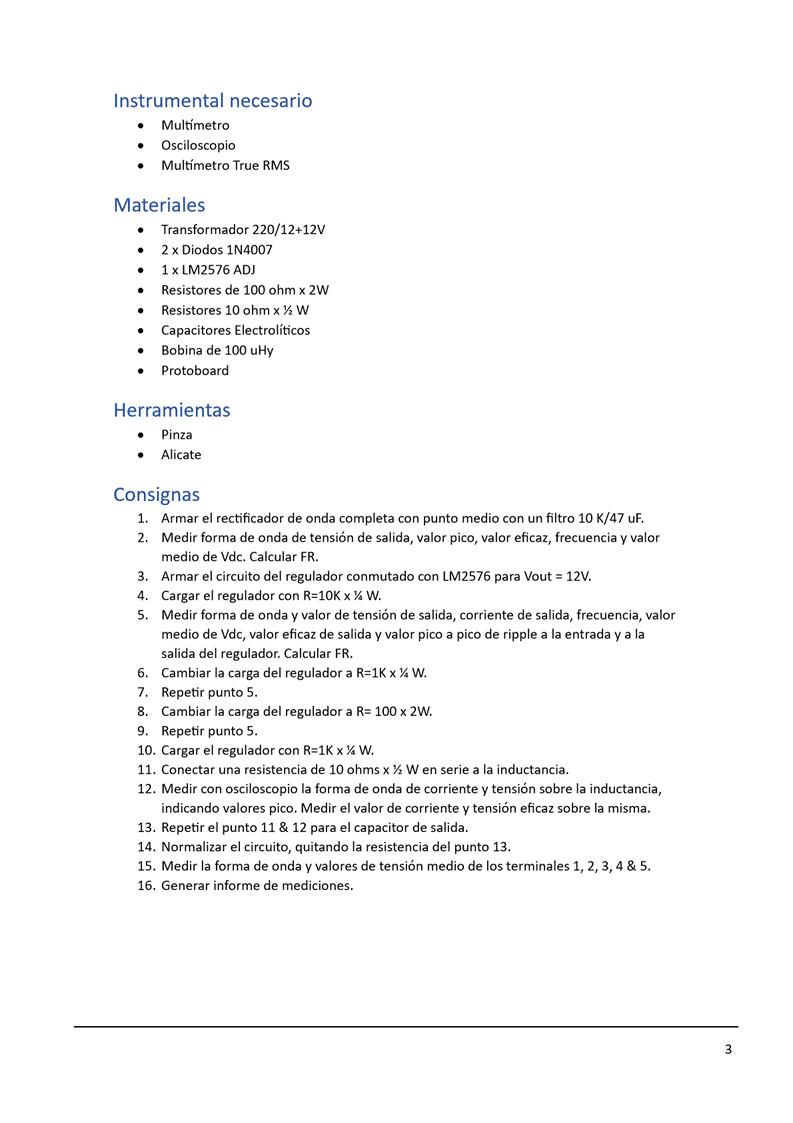 Instrumental necesario
• Multímetro
• Osciloscopio
• Multímetro True RMS
Materiales
• Transformador 220/12+12V
• 2 x Diodos 1N4007
• 1 x LM2576 ADJ
• Resistores de 100 ohm x 2W
• Resistores 10 ohm x ½ W
• Capacitores Electrolíticos
• Bobina de 100 uHy
• Protoboard
Herramientas
• Pinza
• Alicate
Consignas
1. Armar el rectificador de onda completa con punto medio con un filtro 10 K/47 uF.
2. Medir forma de onda de tensión de salida, valor pico, valor eficaz, frecuencia y valor
medio de Vdc. Calcular FR.
3. Armar el circuito del regulador conmutado con LM2576 para Vout = 12V.
4. Cargar el regulador con R=10K x ¼ W.
5. Medir forma de onda y valor de tensión de salida, corriente de salida, frecuencia, valor
medio de Vdc, valor eficaz de salida y valor pico a pico de ripple a la entrada y a la
salida del regulador. Calcular FR.
6. Cambiar la carga del regulador a R=1K x ¼ W.
7. Repetir punto 5.
8. Cambiar la carga del regulador a R= 100 x 2W.
9. Repetir punto 5.
10. Cargar el regulador con R=1K x ¼ W.
11. Conectar una resistencia de 10 ohms x ½ W en serie a la inductancia.
12. Medir con osciloscopio la forma de onda de corriente y tensión sobre la inductancia,
indicando valores pico. Medir el valor de corriente y tensión eficaz sobre la misma.
13. Repetir el punto 11 & 12 para el capacitor de salida.
14. Normalizar el circuito, quitando la resistencia del punto 13.
15. Medir la forma de onda y valores de tensión medio de los terminales 1, 2, 3, 4 & 5.
16. Generar informe de mediciones.
3